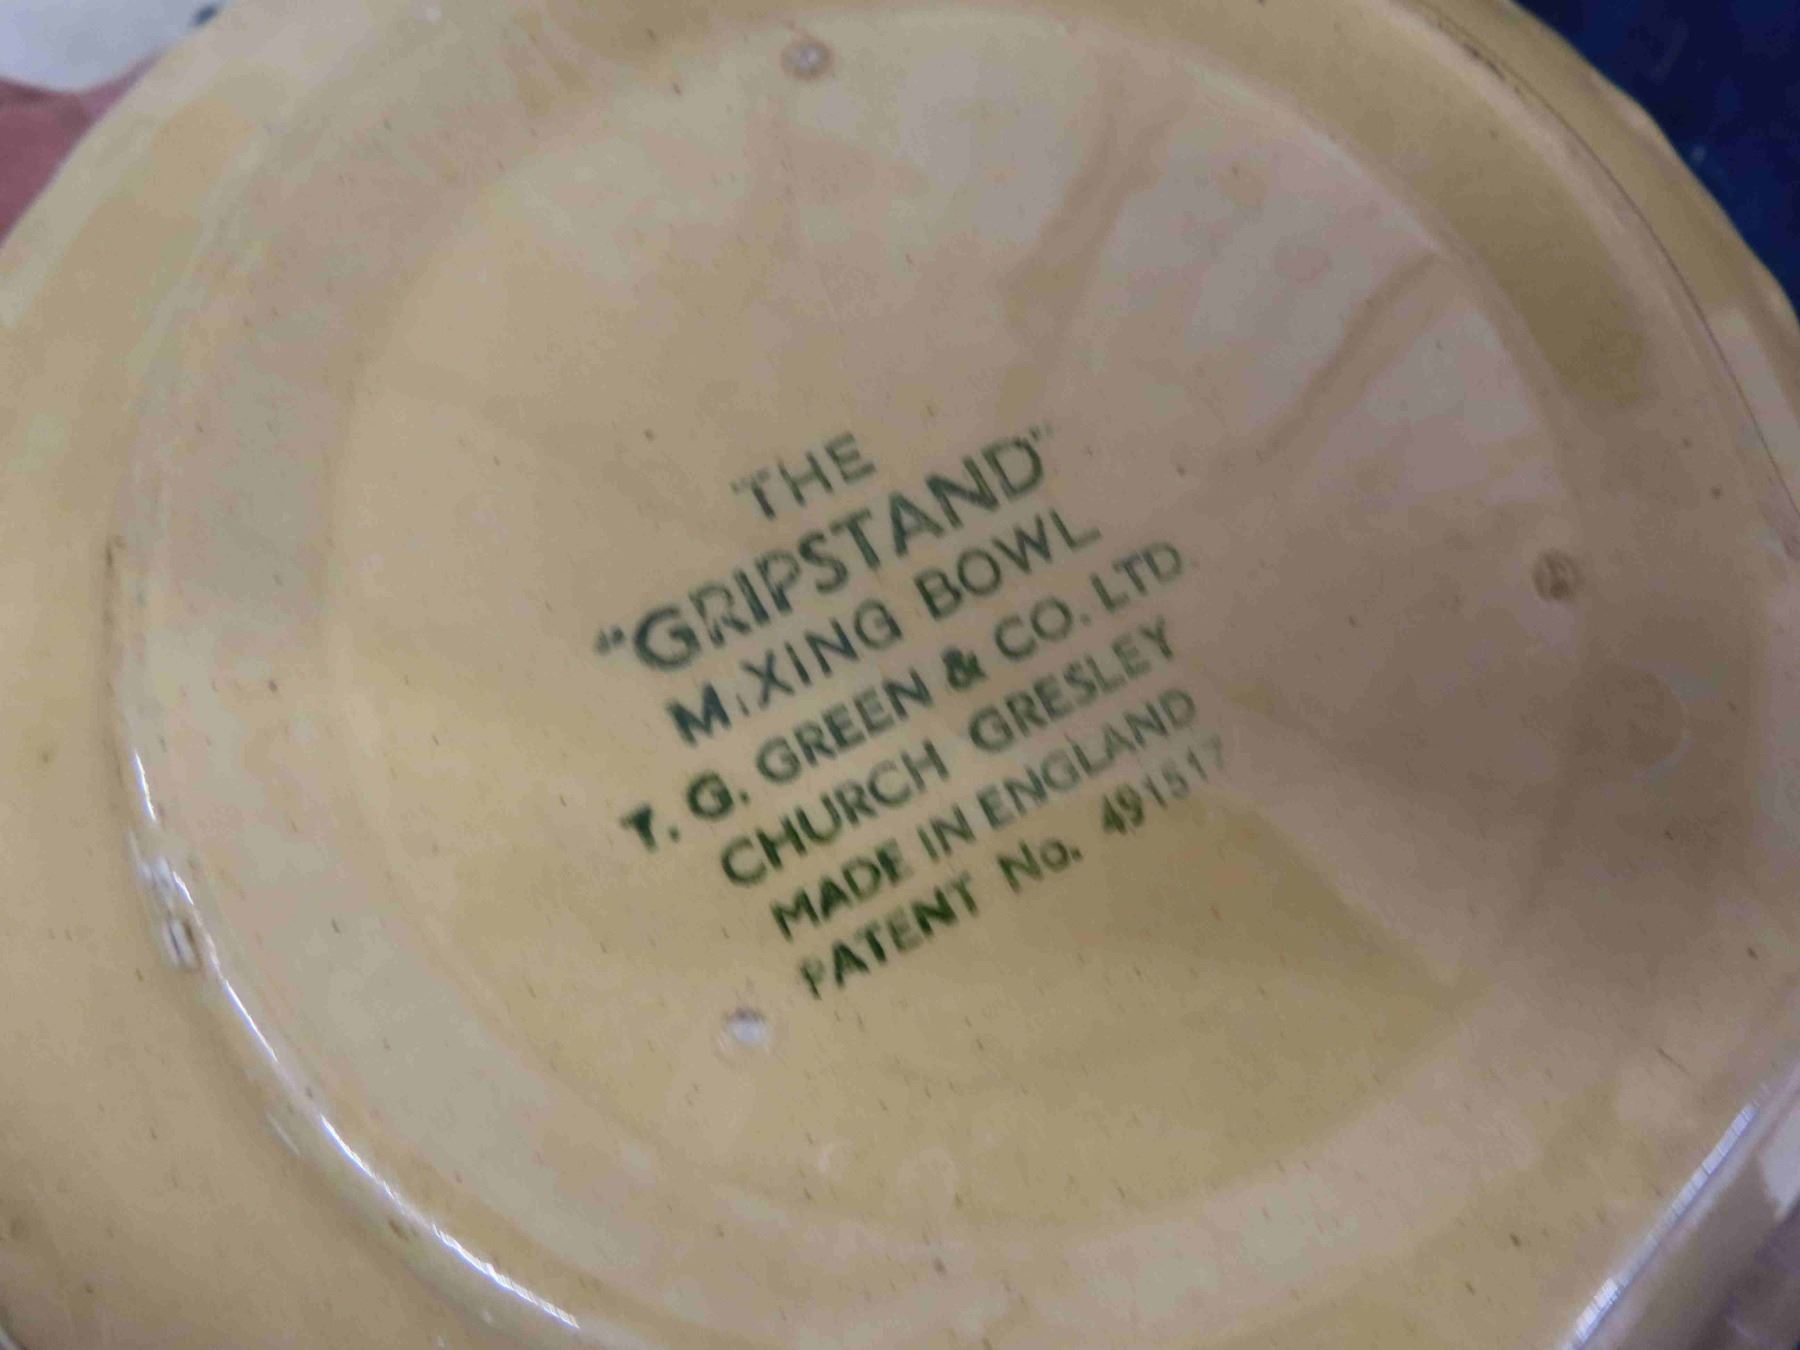 THE
"GRIPSTAND"
MiXING BOWL
T. G. GREEN & CO. LTD.
CHURCH GRESLEY
MADE IN ENGLAND
PATENT No. 491517